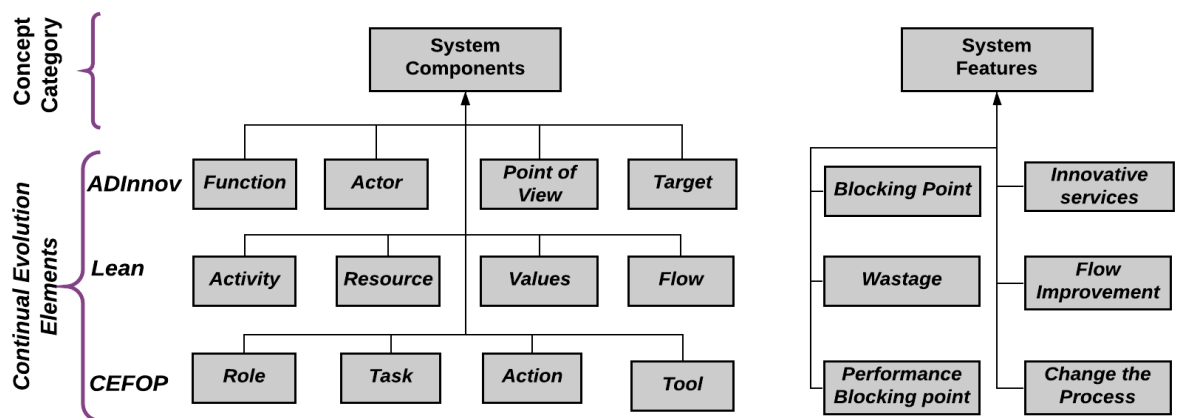 Concept
Category
System
Components
System
Features
Continual Evolution
Elements
ADInnov
Function
Actor
Point of
View
Target
Blocking Point
Innovative
services
Lean
Activity
Resource
Values
Flow
Wastage
Flow
Improvement
CEFOP
Role
Task
Action
Tool
Performance
Blocking point
Change the
Process